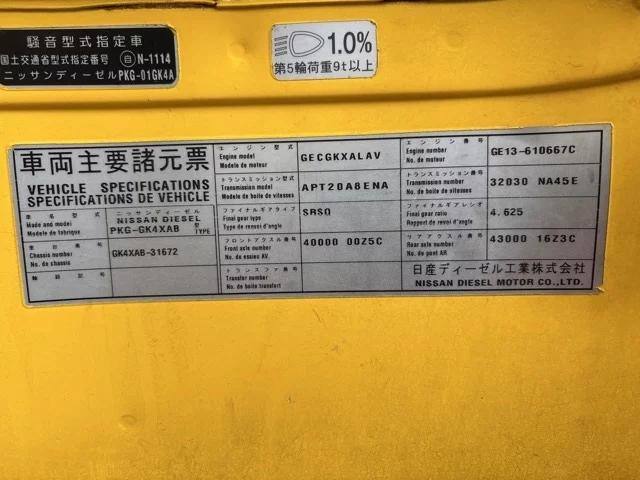 騒音型式指定車
国土交通省型式指定番号 自 N-1114
ニッサンディーゼル PKG-01GK4A
1.0%
第5輪荷重9t以上
車両主要諸元票
VEHICLE SPECIFICATIONS
SPECIFICATIONS DE VEHICLE
車名型式
Make and model
Modele de fabrique
ニッサンディーゼル
NISSAN DIESEL
PKG-GK4XAB 型 TYPE
車台番号
Chassis number
No. de chassis
GK4XAB-31672
エンジン型式
Engine model
Modele de moteur
GECGKXALAV
トランスミッション型式
Transmission model
Modele de boite de vitesses
APT20A8ENA
ファイナルギアタイプ
Final gear type
Type de renvoi d'angle
SRSQ
フロントアクスル番号
Front axle number
No. de essieu AV.
40000 00Z5C
トランスファ番号
Transfer number
No. de boite transfert
エンジン番号
Engine number
No. de moteur
GE13-610667C
トランスミッション番号
Transmission number
No. de boite de vitesses
32030 NA45E
ファイナルギアレシオ
Final gear ratio
Rapport de renvoi d'angle
4.625
リアアクスル番号
Rear axle number
No. de pont AR
43000 16Z3C
日産ディーゼル工業株式会社
NISSAN DIESEL MOTOR CO.,LTD.